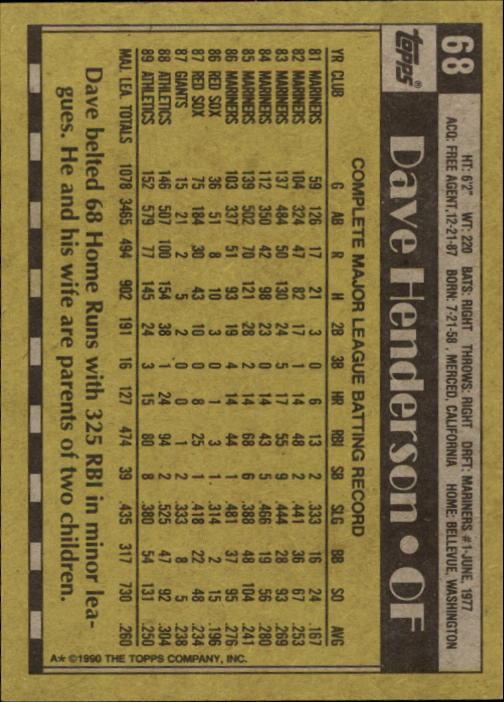 68
topps®
HT: 6'2" WT: 220 BATS: RIGHT THROWS: RIGHT DRFT: MARINERS #1-JUNE, 1977
ACQ: FREE AGENT, 12-21-87 BORN: 7-21-58, MERCED, CALIFORNIA HOME: BELLEVUE, WASHINGTON
Dave Henderson • OF
COMPLETE MAJOR LEAGUE BATTING RECORD
YR CLUB G AB R H 2B 3B HR RBI SB SLG BB SO AVG
81 MARINERS 59 126 17 21 3 0 6 13 2 .333 16 24 .167
82 MARINERS 104 324 47 82 17 1 14 48 2 .441 36 67 .253
83 MARINERS 137 484 50 130 24 5 17 55 9 .444 28 93 .269
84 MARINERS 112 350 42 98 23 0 14 43 5 .466 19 56 .280
85 MARINERS 139 502 70 121 28 2 14 68 6 .388 48 104 .241
86 MARINERS 103 337 51 93 19 4 14 44 1 .481 37 95 .276
86 RED SOX 36 51 8 10 3 0 1 3 1 .314 2 15 .196
87 RED SOX 75 184 30 43 10 0 8 25 1 .418 22 48 .234
87 GIANTS 15 21 2 5 2 0 0 1 2 .333 8 5 .238
88 ATHLETICS 146 507 100 154 38 1 24 94 2 .525 47 92 .304
89 ATHLETICS 152 579 77 145 24 3 15 80 8 .380 54 131 .250
MAJ. LEA. TOTALS 1078 3465 494 902 191 16 127 474 39 .435 317 730 .260
Dave belted 68 Home Runs with 325 RBI in minor lea-
gues. He and his wife are parents of two children.
A* ©1990 THE TOPPS COMPANY, INC.